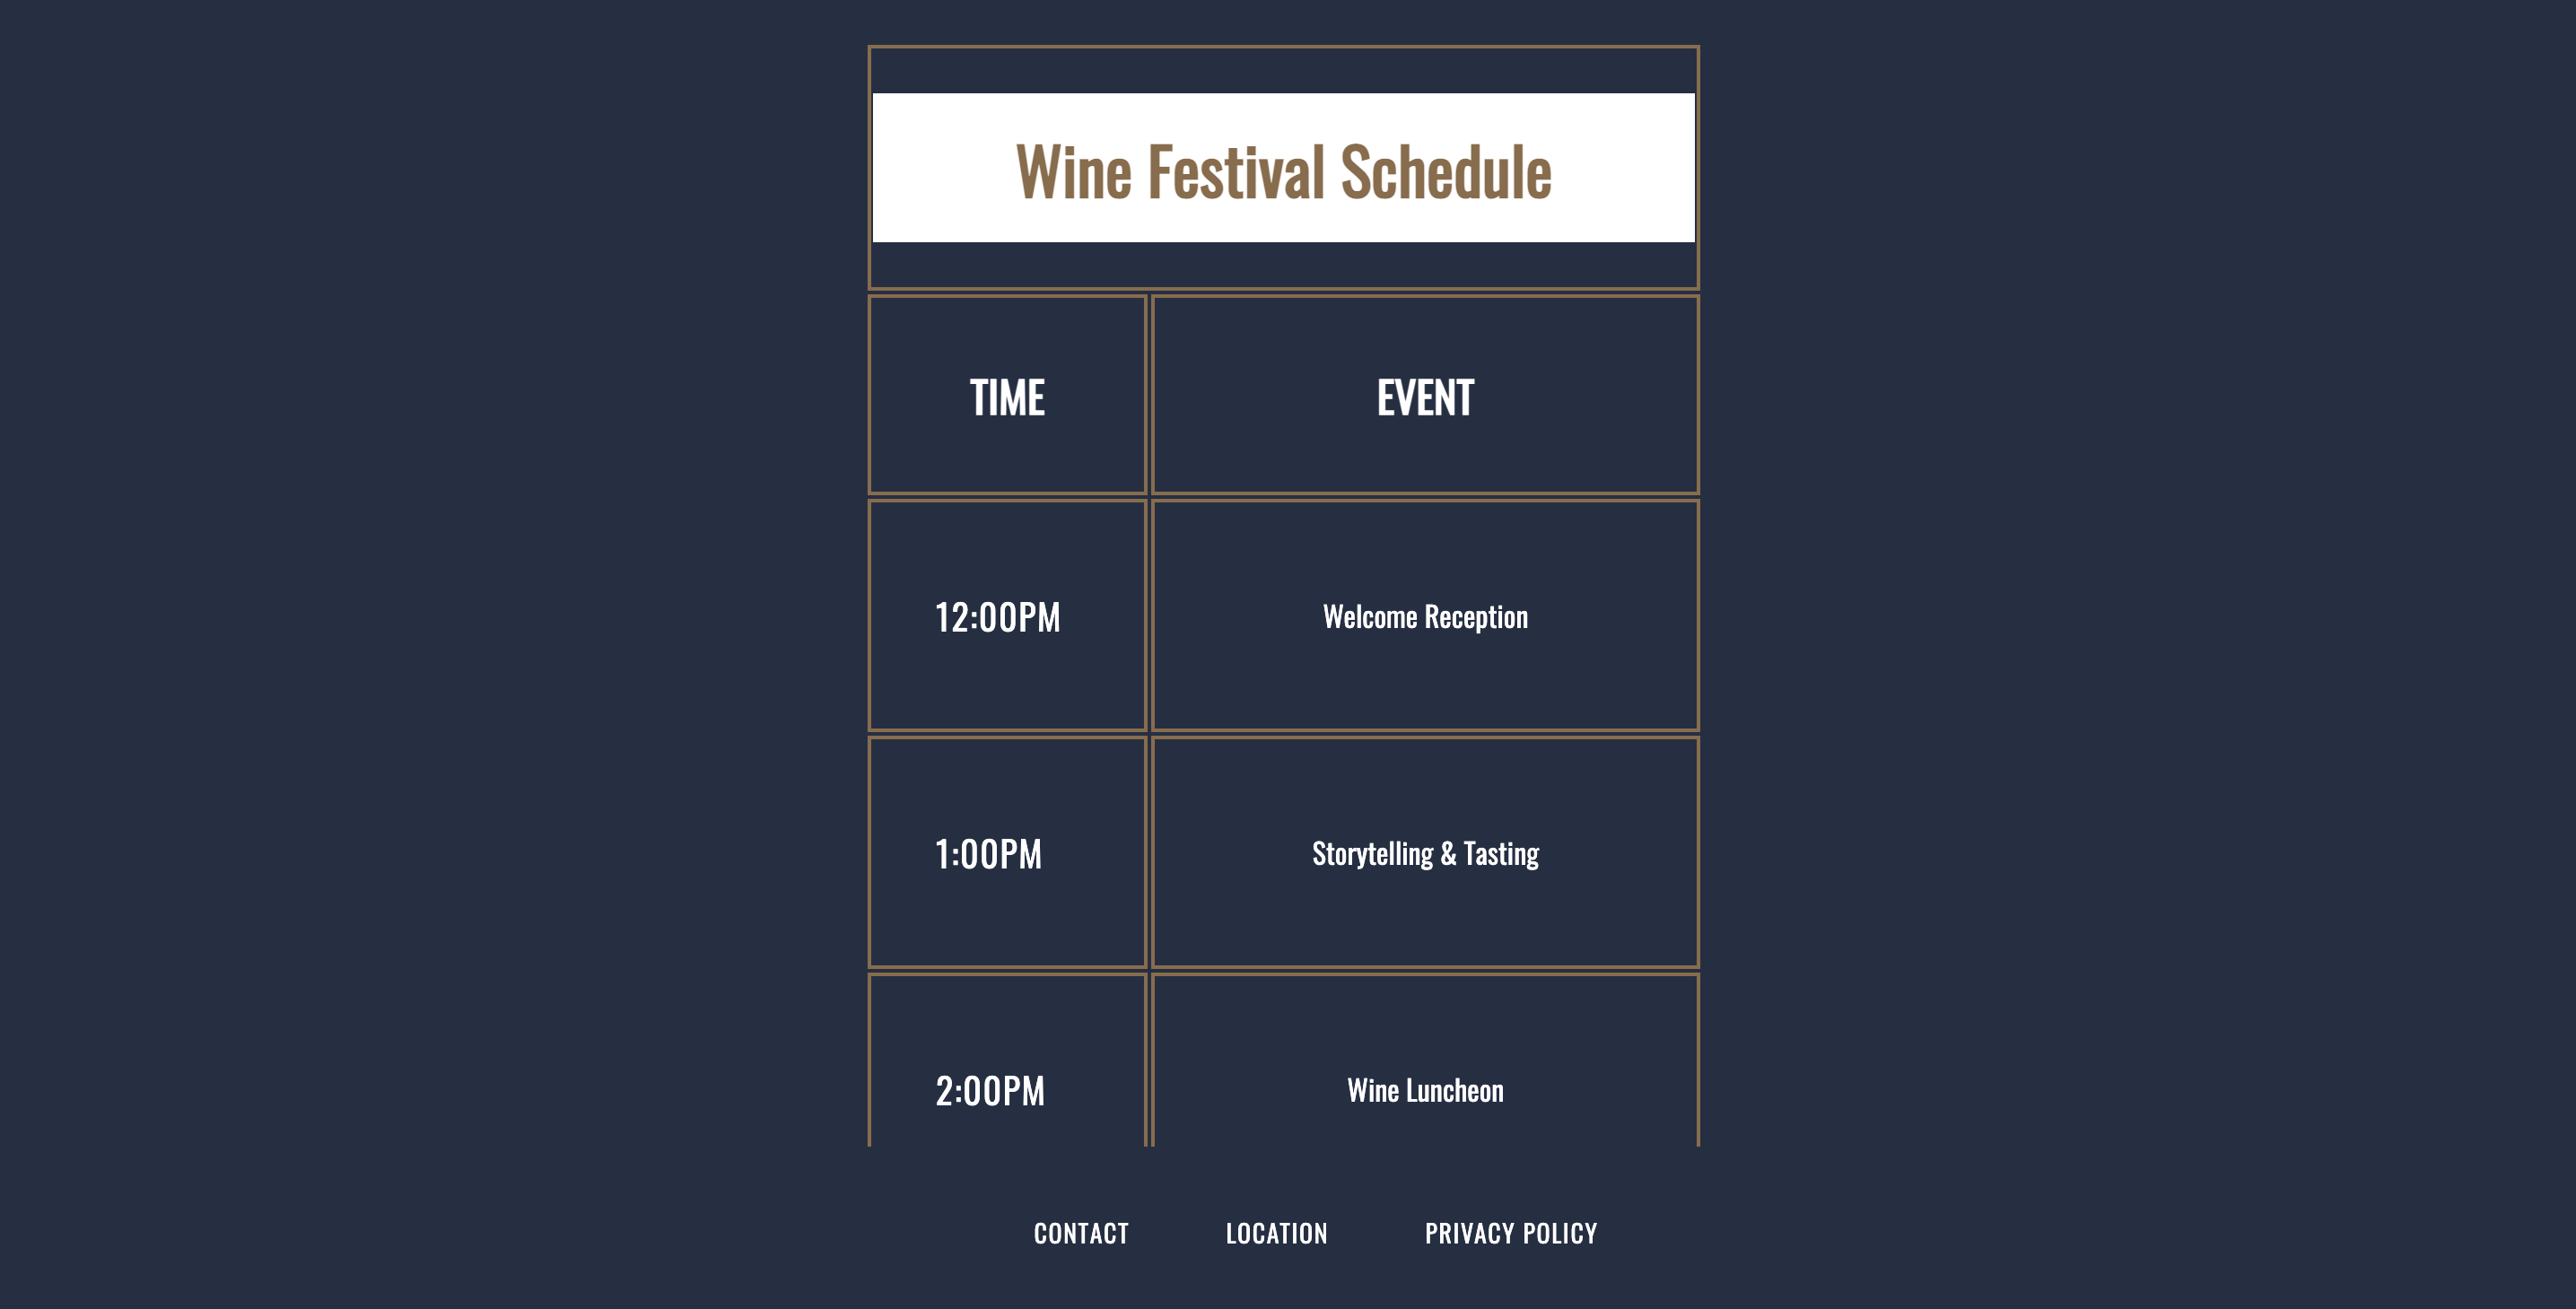 Wine Festival Schedule
TIME EVENT
12:00PM Welcome Reception
1:00PM Storytelling & Tasting
2:00PM Wine Luncheon
CONTACT LOCATION PRIVACY POLICY